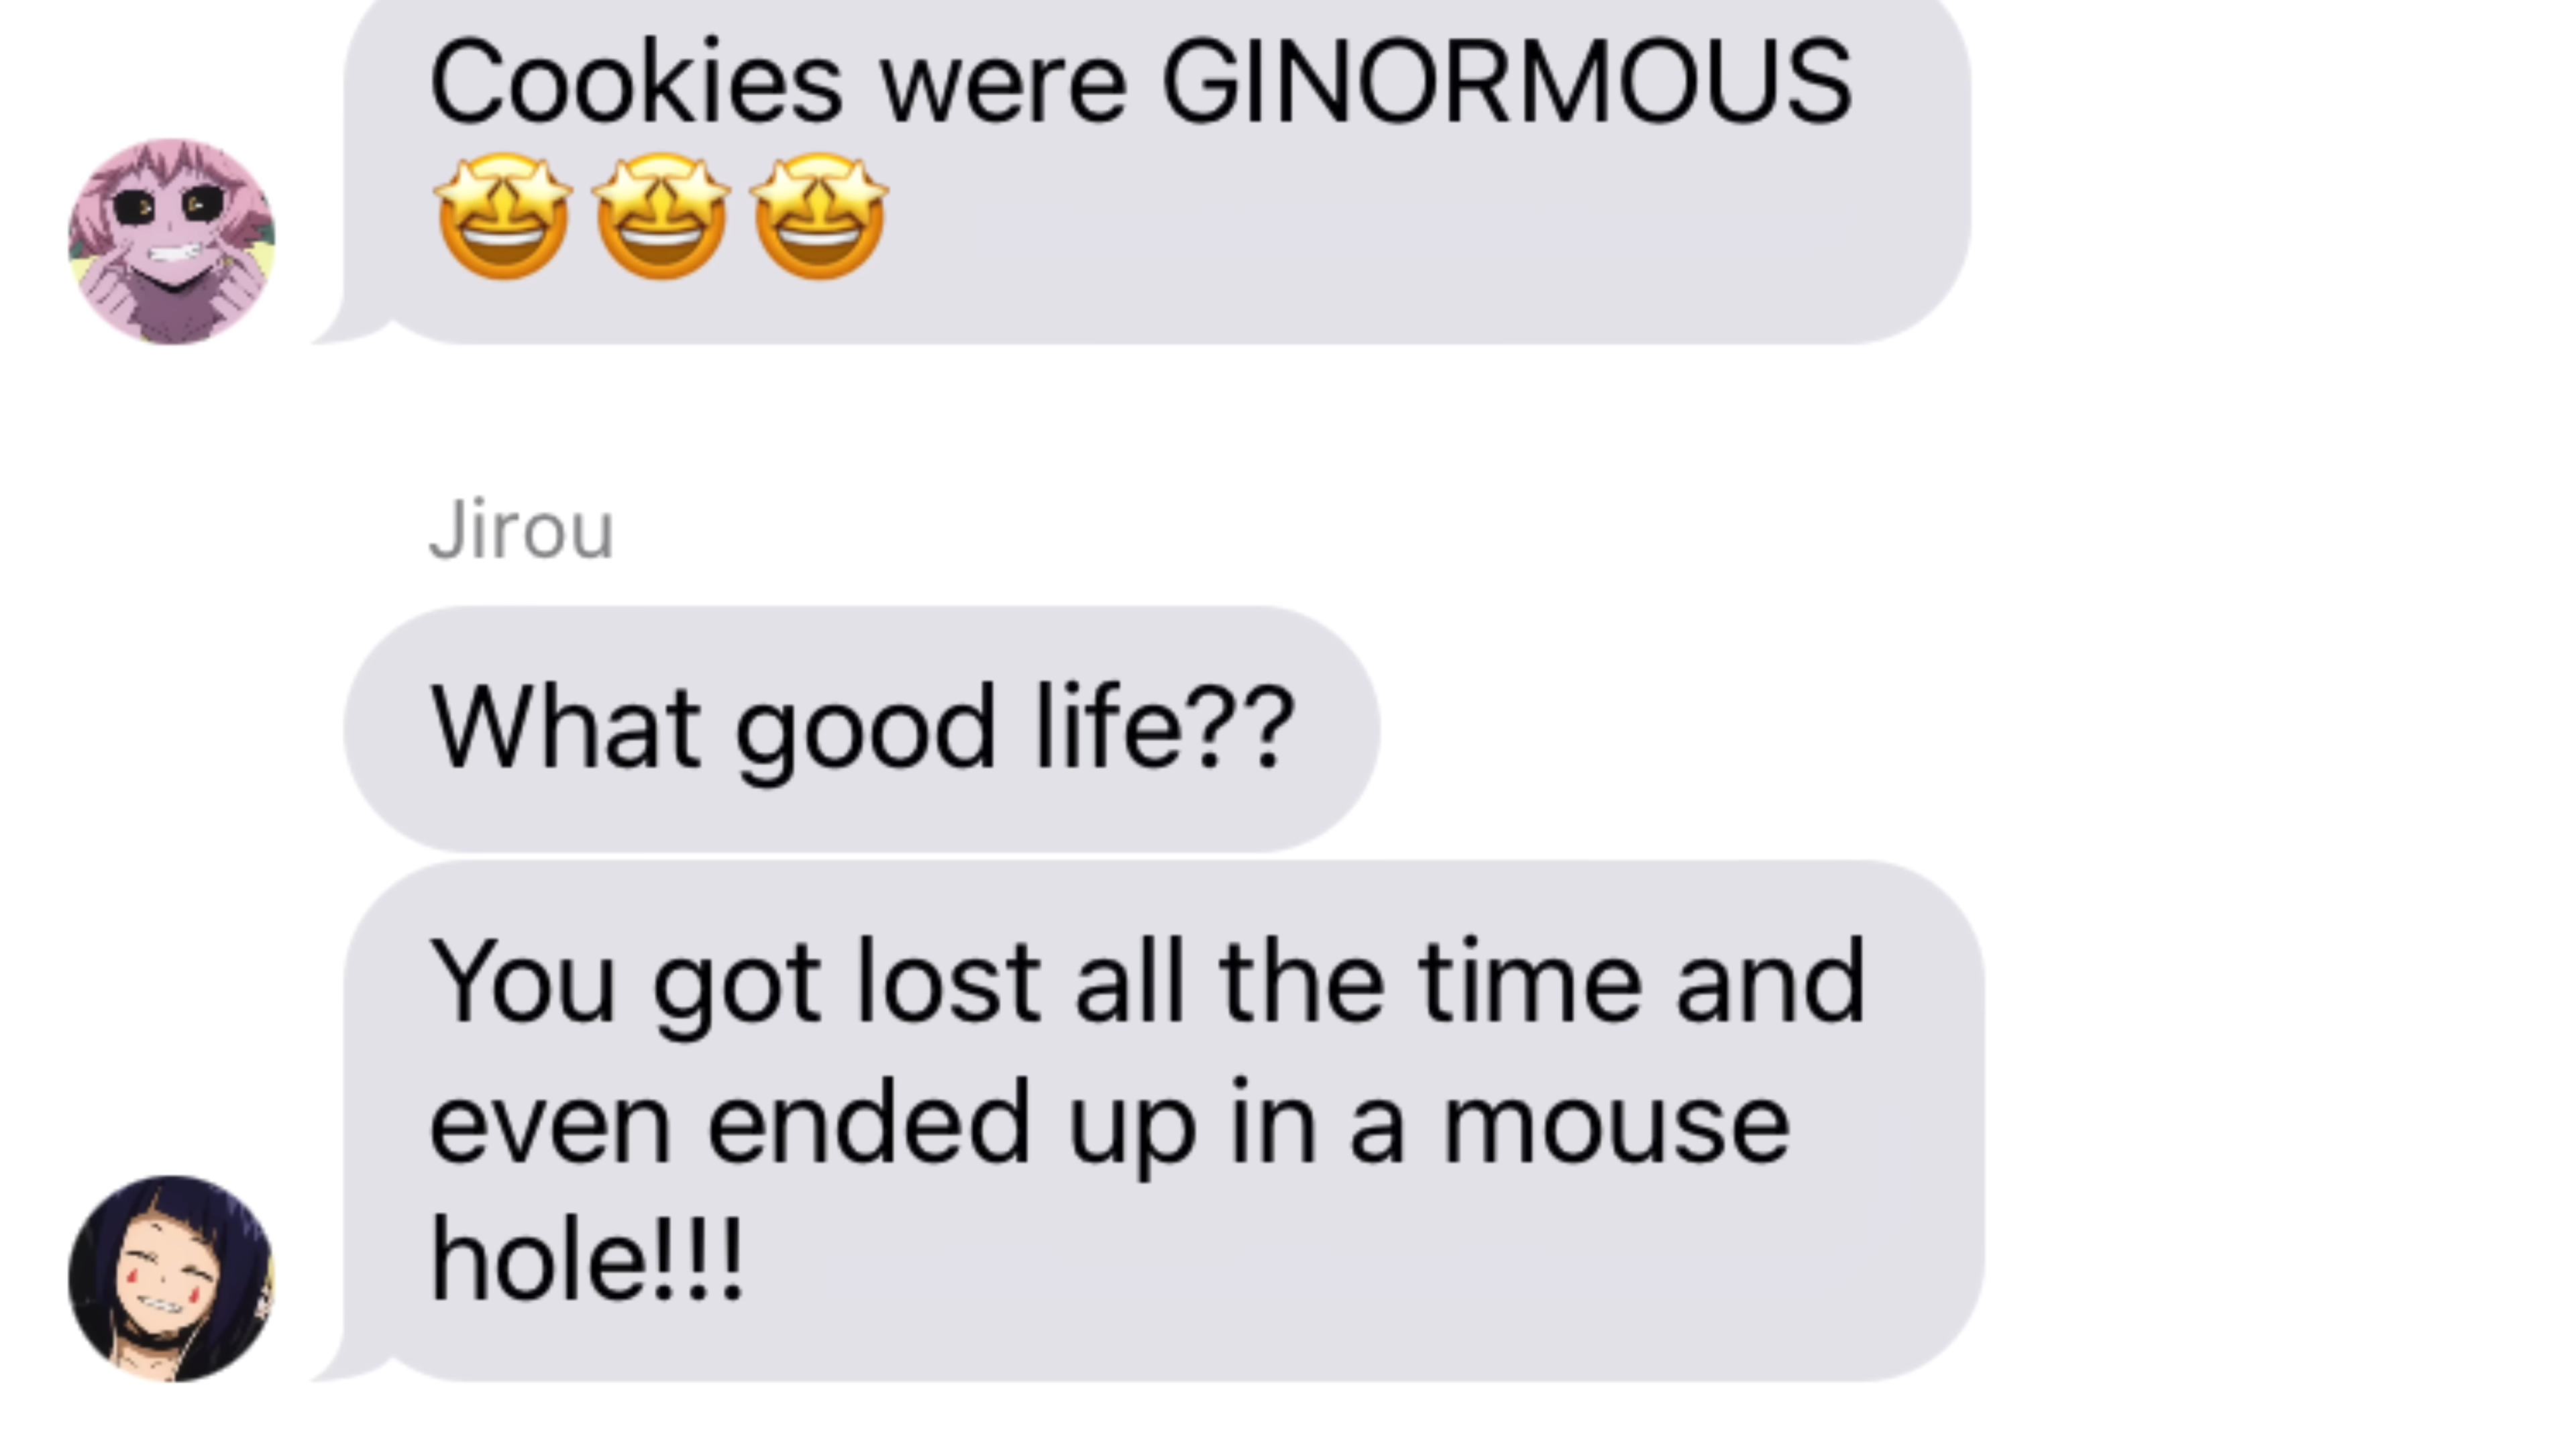 Cookies were GINORMOUS
🤩🤩🤩
Jirou
What good life??
You got lost all the time and
even ended up in a mouse
hole!!!